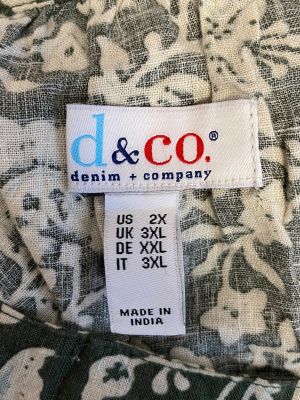 d&co.®
denim + company
US 2X
UK 3XL
DE XXL
IT 3XL
MADE IN
INDIA